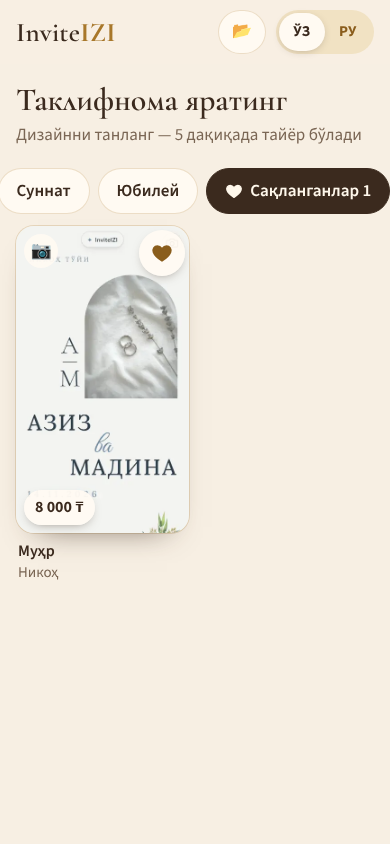 InviteIZI
ЎЗ
РУ
Таклифнома яратинг
Дизайнни танланг — 5 дақиқада тайёр бўлади
Суннат
Юбилей
Сақланганлар 1
InviteIZI
ТЎЙИ
А
М
АЗИЗ
ва
МАДИНА
8 000 ₸
Муҳр
Никоҳ